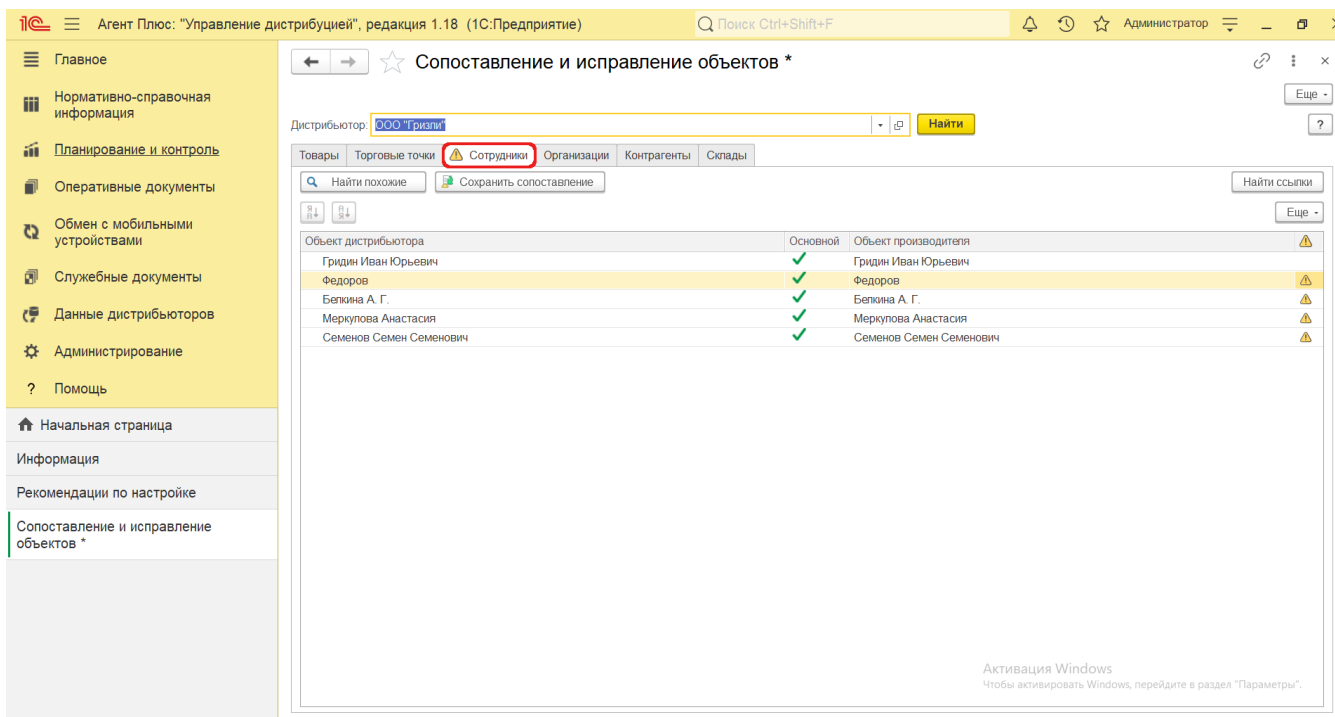 1С Агент Плюс: "Управление дистрибуцией", редакция 1.18 (1С:Предприятие) Поиск Ctrl+Shift+F Администратор
Главное
Нормативно-справочная
информация
Планирование и контроль
Оперативные документы
Обмен с мобильными
устройствами
Служебные документы
Данные дистрибьюторов
Администрирование
? Помощь
Начальная страница
Информация
Рекомендации по настройке
Сопоставление и исправление
объектов *
Сопоставление и исправление объектов *
Еще
Дистрибьютор: ООО "Гризли" Найти ?
Товары Торговые точки Сотрудники Организации Контрагенты Склады
Найти похожие Сохранить сопоставление Найти ссылки
Еще
Объект дистрибьютора Основной Объект производителя
Гридин Иван Юрьевич Гридин Иван Юрьевич
Федоров Федоров
Белкина А. Г. Белкина А. Г.
Меркулова Анастасия Меркулова Анастасия
Семенов Семен Семенович Семенов Семен Семенович
Активация Windows
Чтобы активировать Windows, перейдите в раздел "Параметры".